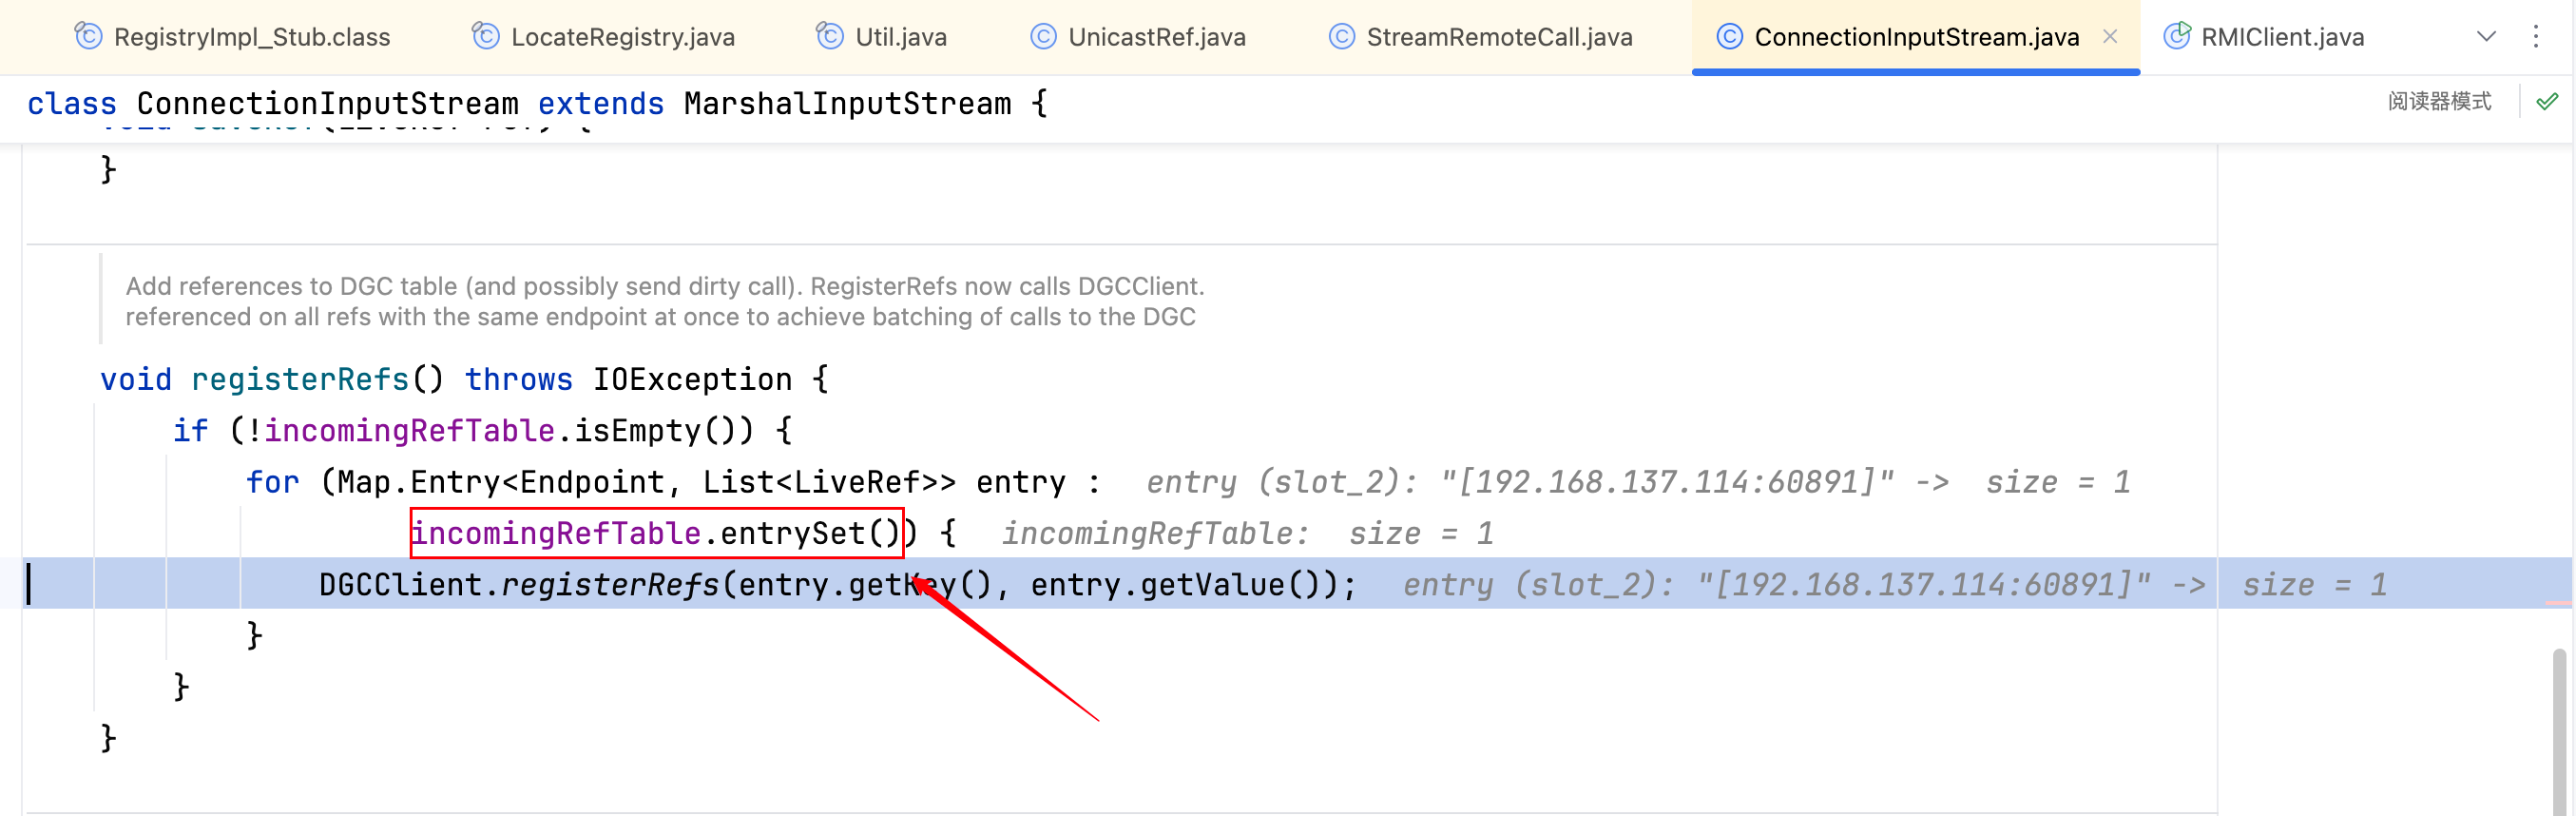 RegistryImpl_Stub.class LocateRegistry.java Util.java UnicastRef.java StreamRemoteCall.java ConnectionInputStream.java RMIClient.java
class ConnectionInputStream extends MarshalInputStream {
阅读器模式
}
Add references to DGC table (and possibly send dirty call). RegisterRefs now calls DGCClient.
referenced on all refs with the same endpoint at once to achieve batching of calls to the DGC
void registerRefs() throws IOException {
if (!incomingRefTable.isEmpty()) {
for (Map.Entry<Endpoint, List<LiveRef>> entry : entry (slot_2): "[192.168.137.114:60891]" -> size = 1
incomingRefTable.entrySet()) { incomingRefTable: size = 1
DGCClient.registerRefs(entry.getKey(), entry.getValue()); entry (slot_2): "[192.168.137.114:60891]" -> size = 1
}
}
}